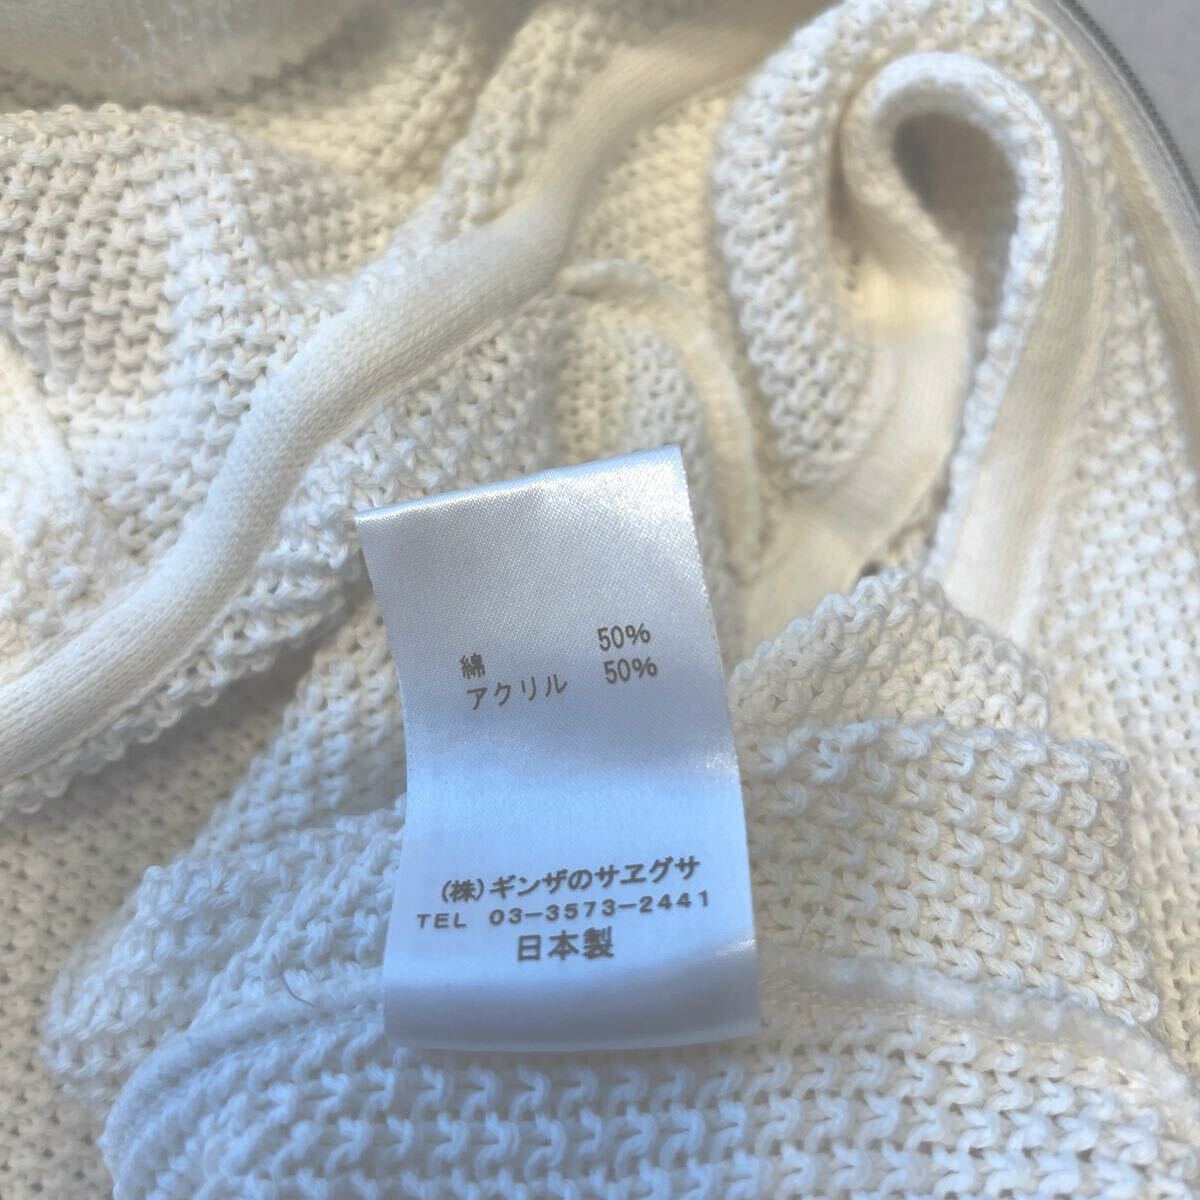 綿 50%
アクリル 50%
(株)ギンザのサヱグサ
TEL 03-3573-2441
日本製